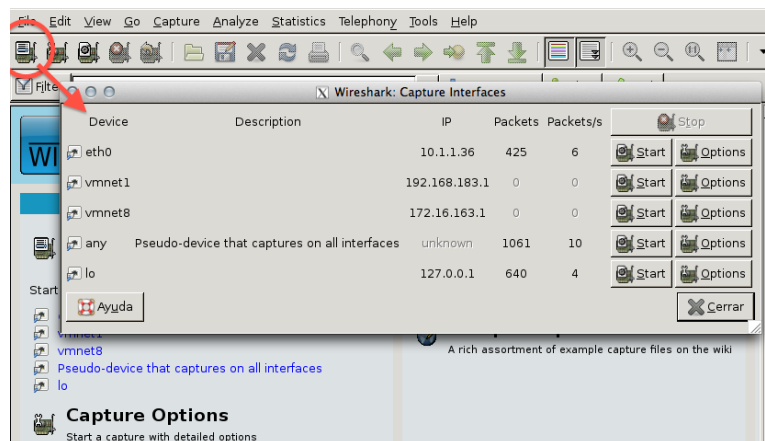 File Edit View Go Capture Analyze Statistics Telephony Tools Help
Filte
Wireshark: Capture Interfaces
Device Description IP Packets Packets/s Stop
eth0 10.1.1.36 425 6 Start Options
vmnet1 192.168.183.1 0 0 Start Options
vmnet8 172.16.163.1 0 0 Start Options
any Pseudo-device that captures on all interfaces unknown 1061 10 Start Options
lo 127.0.0.1 640 4 Start Options
Ayuda Cerrar
WI
Start
vmnet1
vmnet8 A rich assortment of example capture files on the wiki
Pseudo-device that captures on all interfaces
lo
Capture Options
Start a capture with detailed options